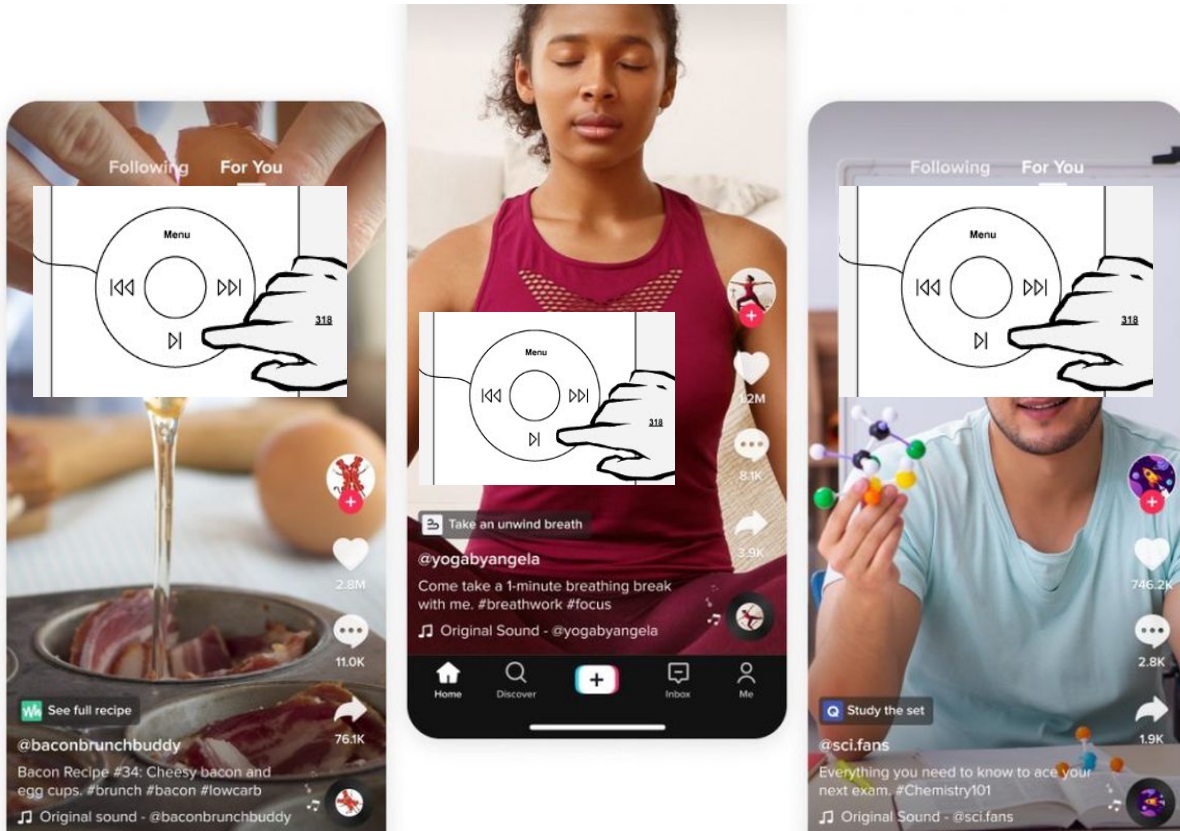 Following For You
Menu
318
2.8M
11.0K
See full recipe
76.1K
@baconbrunchbuddy
Bacon Recipe #34: Cheesy bacon and
egg cups. #brunch #bacon #lowcarb
Original sound - @baconbrunchbuddy
Menu
318
1.2M
8.1K
Take an unwind breath
3.9K
@yogabyangela
Come take a 1-minute breathing break
with me. #breathwork #focus
Original Sound - @yogabyangela
Home Discover Inbox Me
Following For You
Menu
318
746.2K
2.8K
Q Study the set
1.9K
@sci.fans
Everything you need to know to ace your
next exam. #Chemistry101
Original Sound - @sci.fans